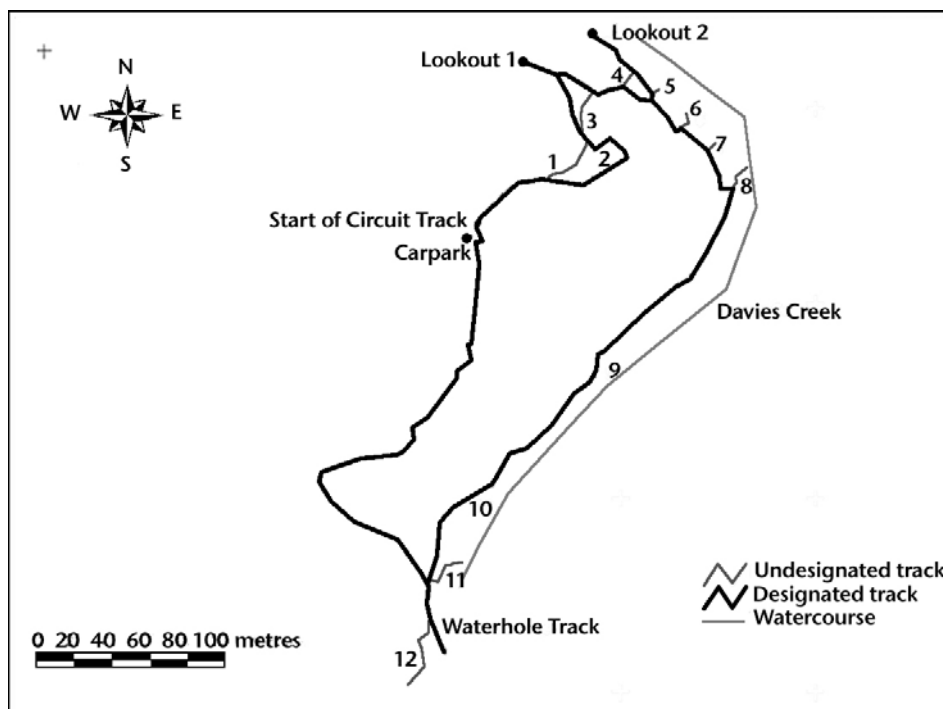 Lookout 2
Lookout 1
N
W E
S
4
5
6
3
7
1
2
8
Start of Circuit Track
Carpark
Davies Creek
9
10
11
Undesignated track
Designated track
Watercourse
Waterhole Track
0 20 40 60 80 100 metres
12